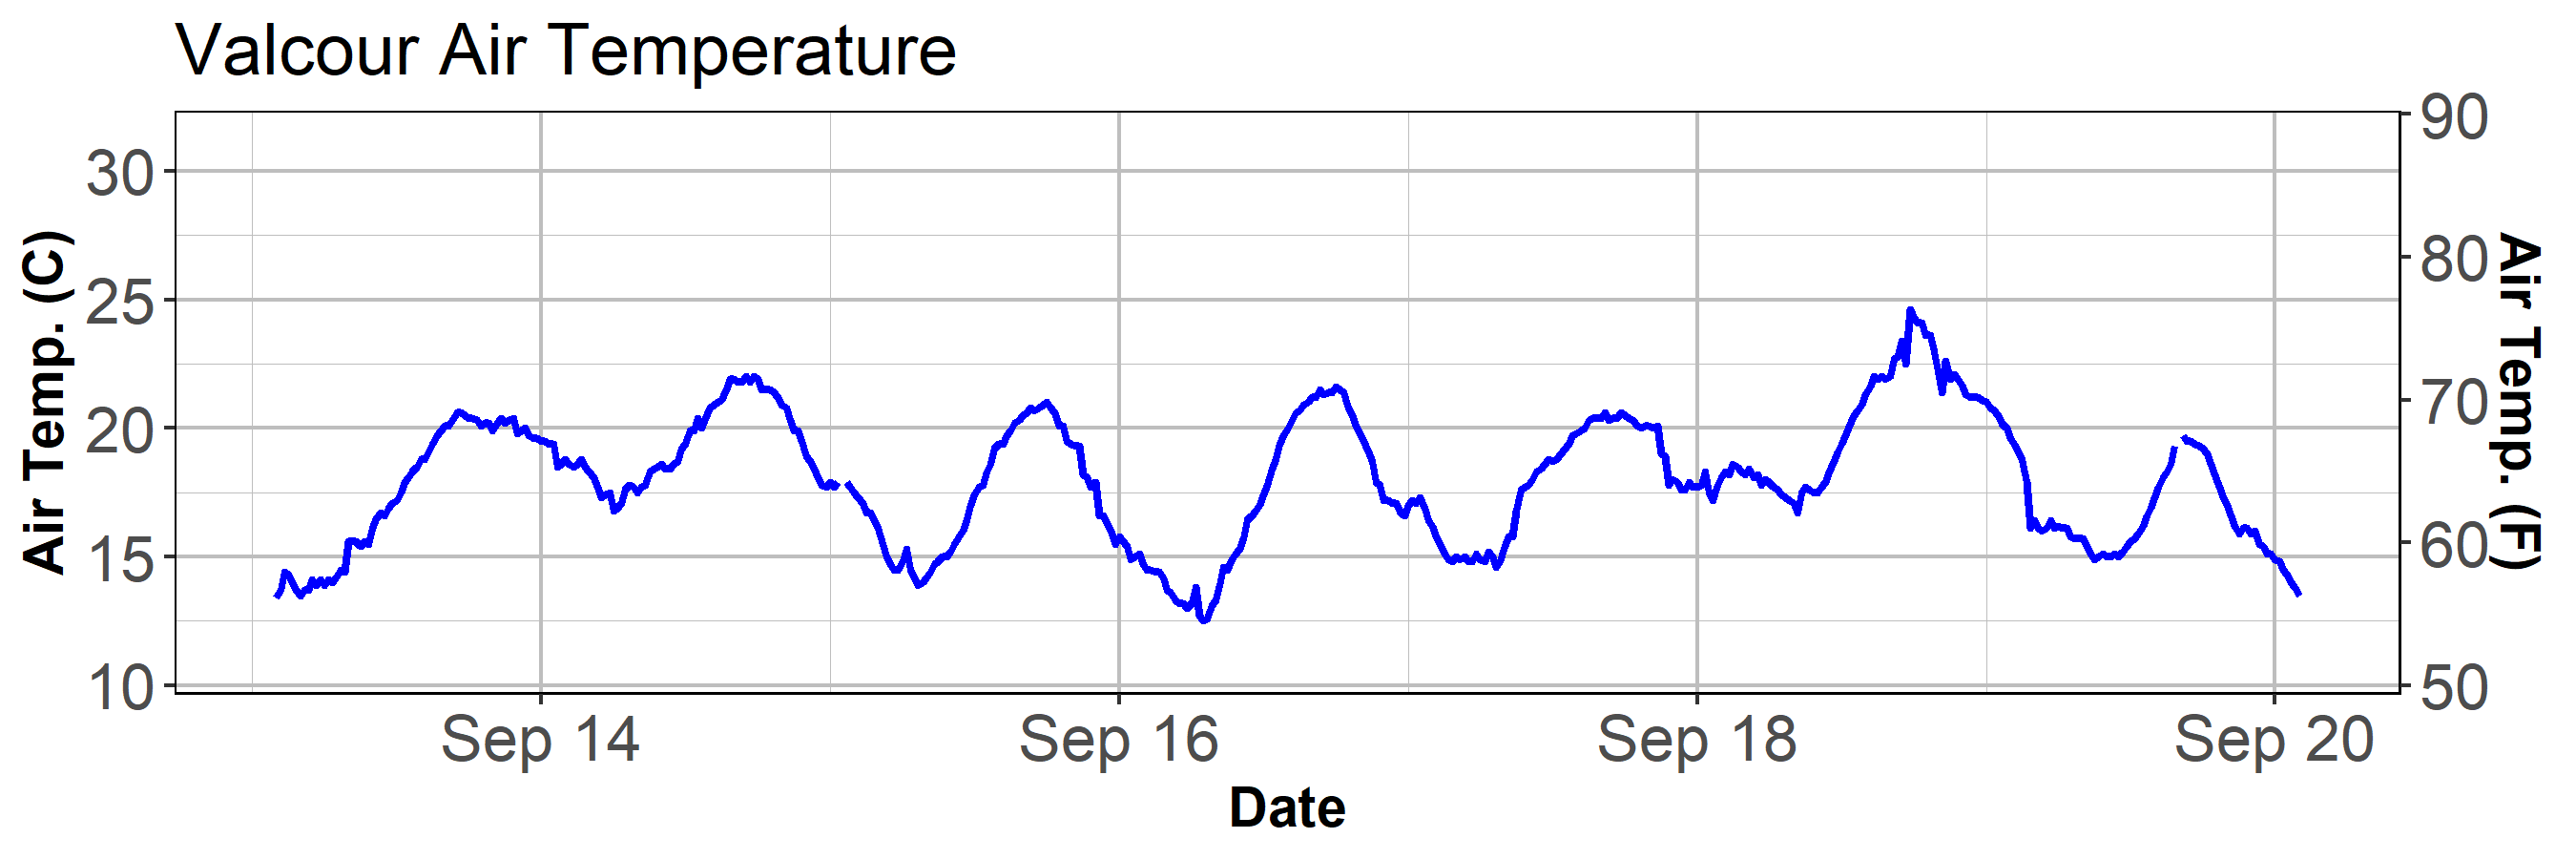 Valcour Air Temperature
Air Temp. (C)
30
25
20
15
10
90
80
70
60
50
Air Temp. (F)
Sep 14 Sep 16 Sep 18 Sep 20
Date